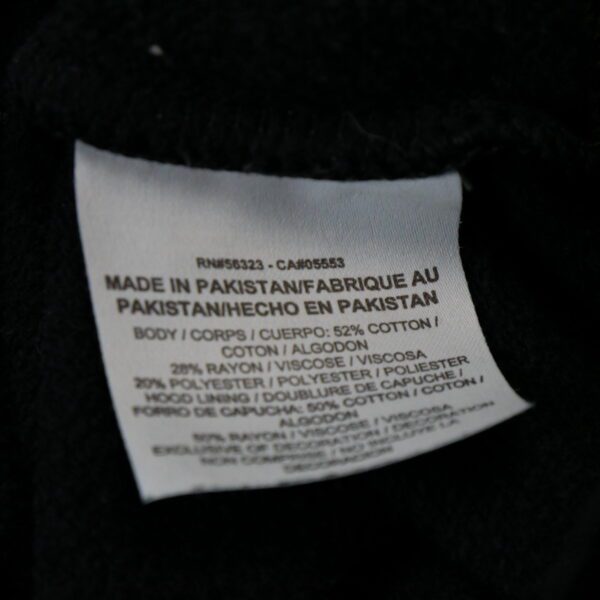 RN#56323 - CA#05553
MADE IN PAKISTAN/FABRIQUE AU
PAKISTAN/HECHO EN PAKISTAN
BODY / CORPS / CUERPO: 52% COTTON /
COTON / ALGODON
28% RAYON / VISCOSE / VISCOSA
20% POLYESTER / POLYESTER / POLIESTER
HOOD LINING / DOUBLURE DE CAPUCHE /
FORRO DE CAPUCHA: 50% COTTON / COTON /
ALGODON
50% RAYON / VISCOSE / VISCOSA
EXCLUSIVE OF DECORATION / DECORATION
NON COMPRISE / NO INCLUYE LA
DECORACION